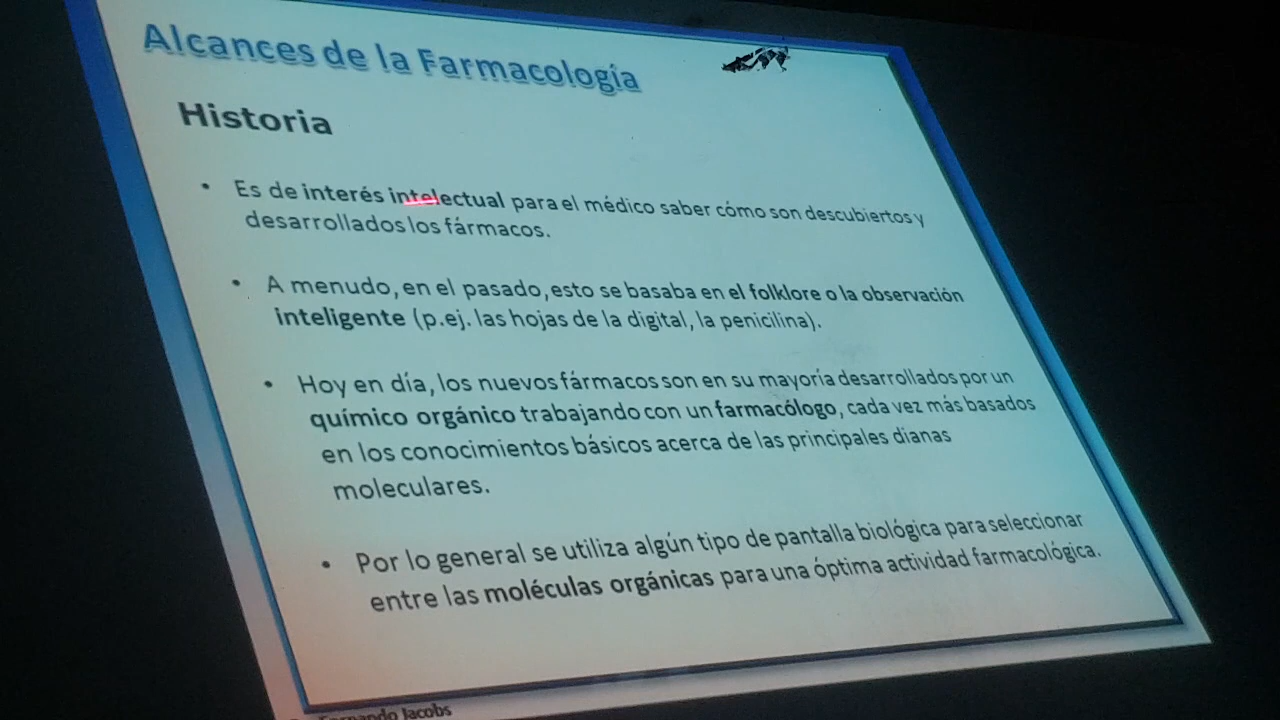 Alcances de la Farmacología
Historia
• Es de interés intelectual para el médico saber cómo son descubiertos y
desarrollados los fármacos.
• A menudo, en el pasado, esto se basaba en el folklore o la observación
inteligente (p.ej. las hojas de la digital, la penicilina).
• Hoy en día, los nuevos fármacos son en su mayoría desarrollados por un
químico orgánico trabajando con un farmacólogo, cada vez más basados
en los conocimientos básicos acerca de las principales dianas
moleculares.
• Por lo general se utiliza algún tipo de pantalla biológica para seleccionar
entre las moléculas orgánicas para una óptima actividad farmacológica.
Fernando Jacobs